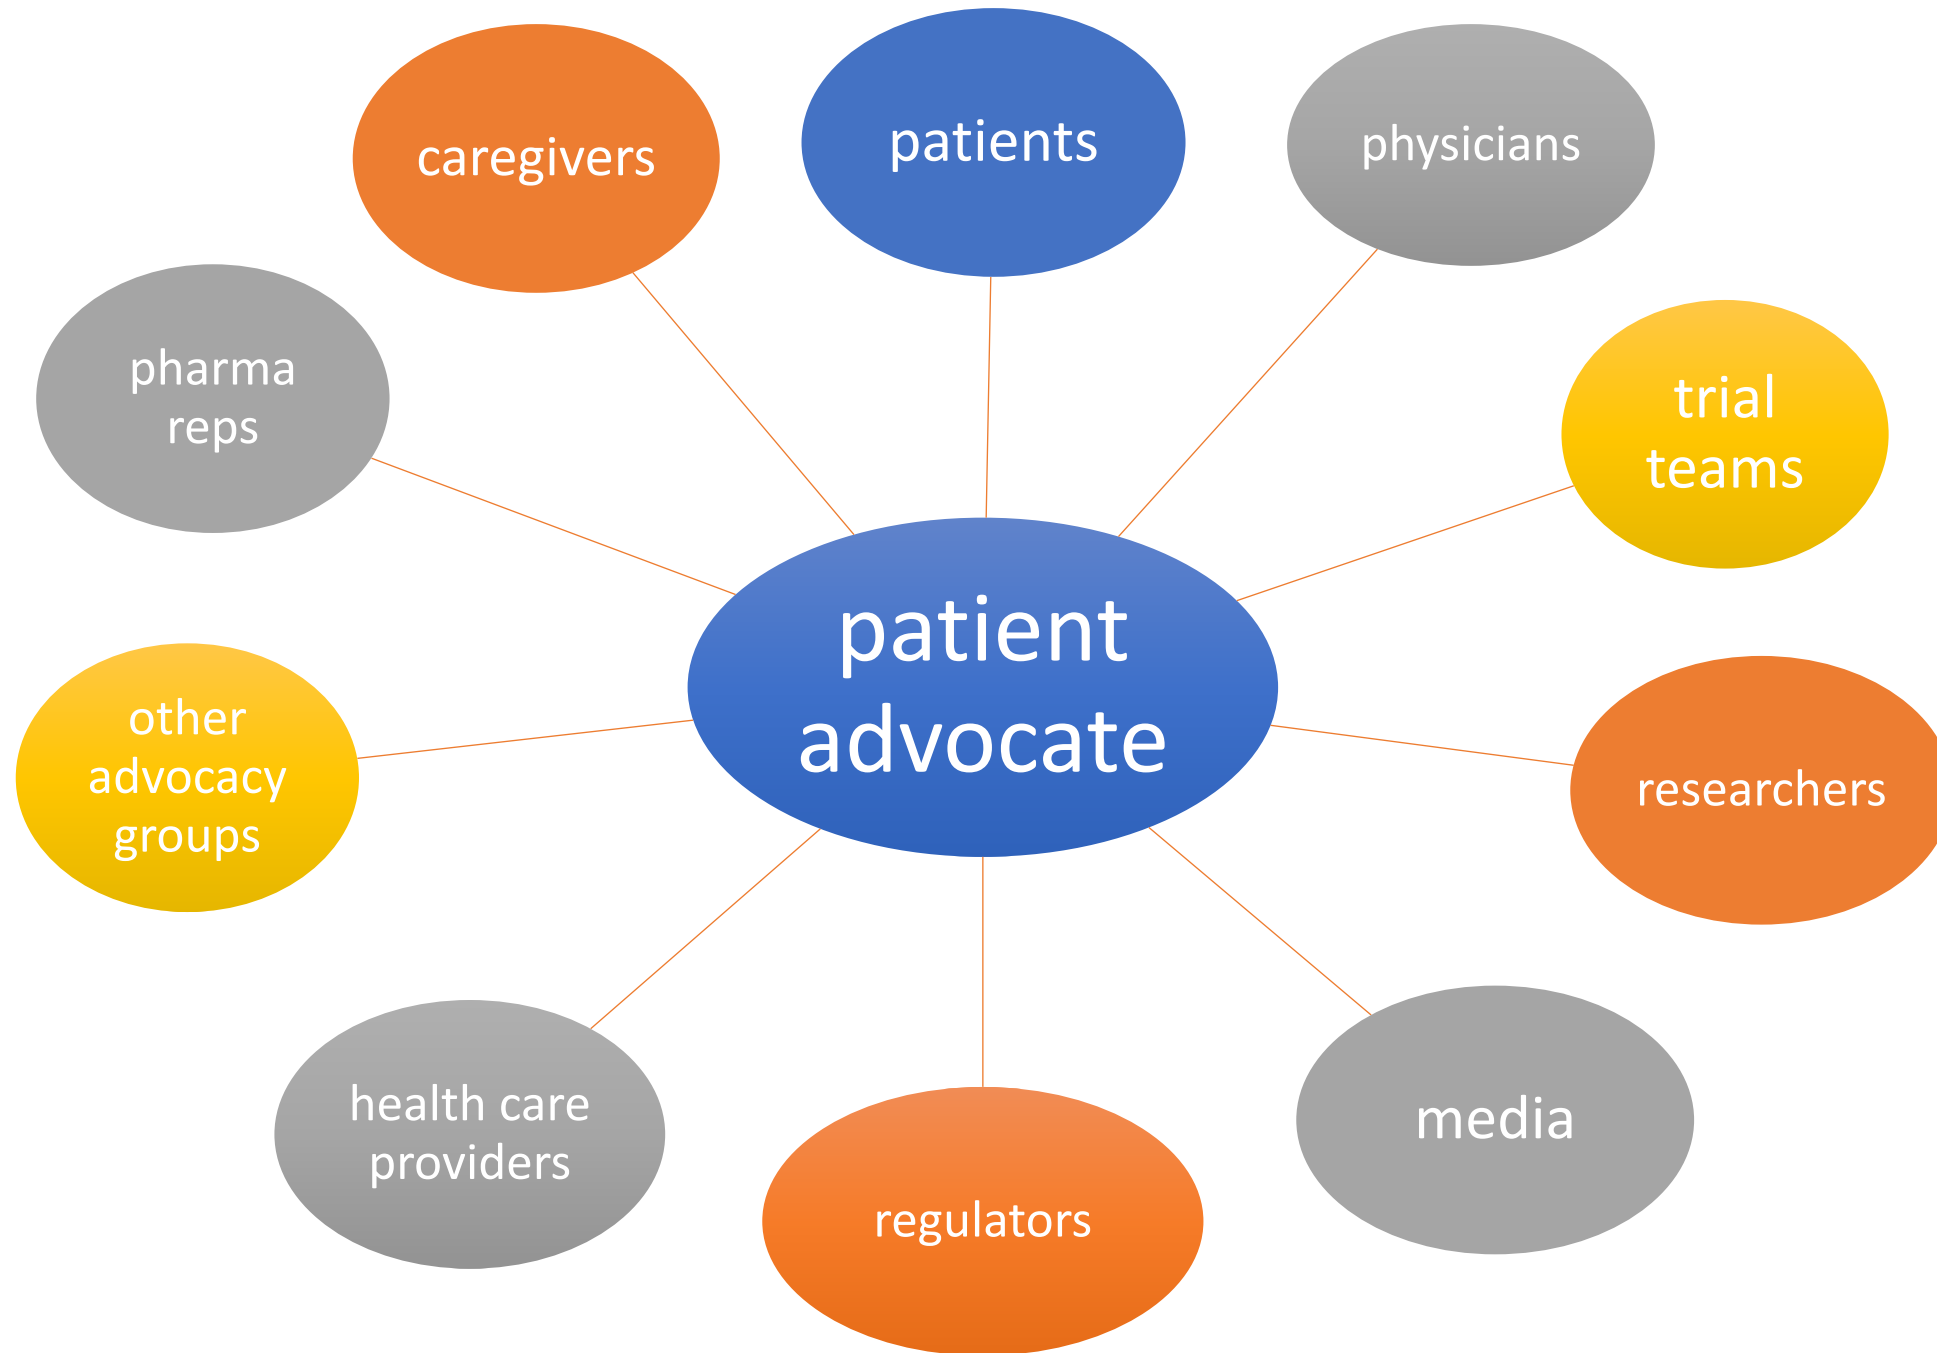 caregivers
patients
physicians
pharma
reps
trial
teams
patient
advocate
other
advocacy
groups
researchers
health care
providers
regulators
media